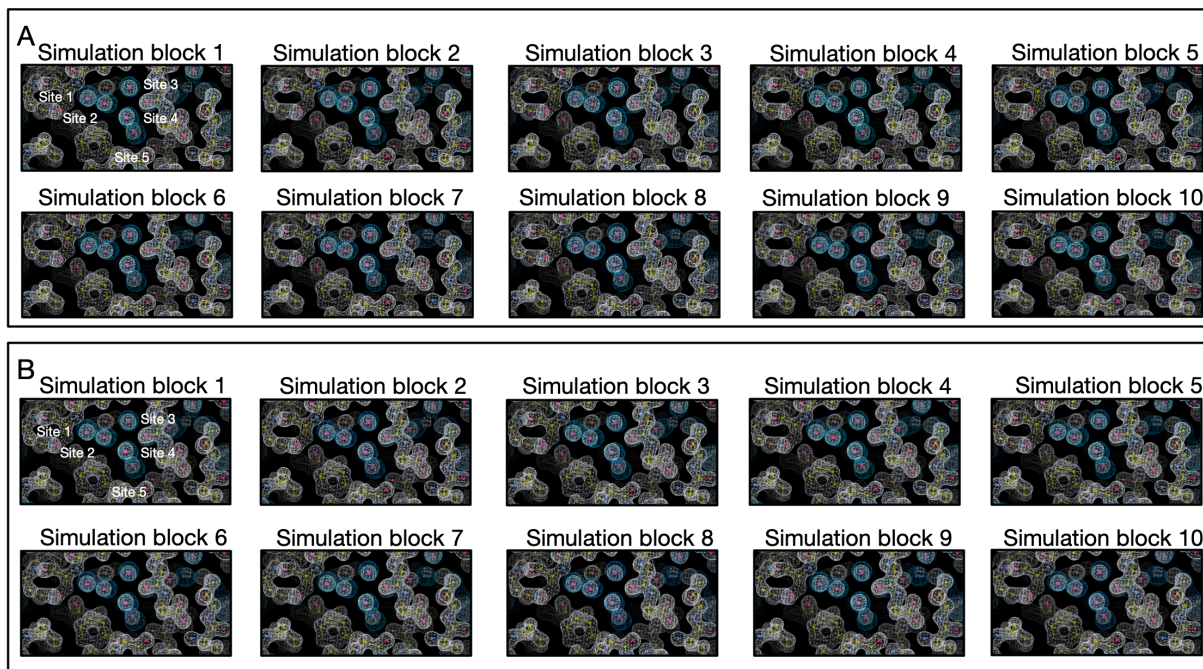 A
Simulation block 1 Simulation block 2 Simulation block 3 Simulation block 4 Simulation block 5
Site 3
Site 1
Site 2 Site 4
Site 5
Simulation block 6 Simulation block 7 Simulation block 8 Simulation block 9 Simulation block 10
B
Simulation block 1 Simulation block 2 Simulation block 3 Simulation block 4 Simulation block 5
Site 3
Site 1
Site 2 Site 4
Site 5
Simulation block 6 Simulation block 7 Simulation block 8 Simulation block 9 Simulation block 10